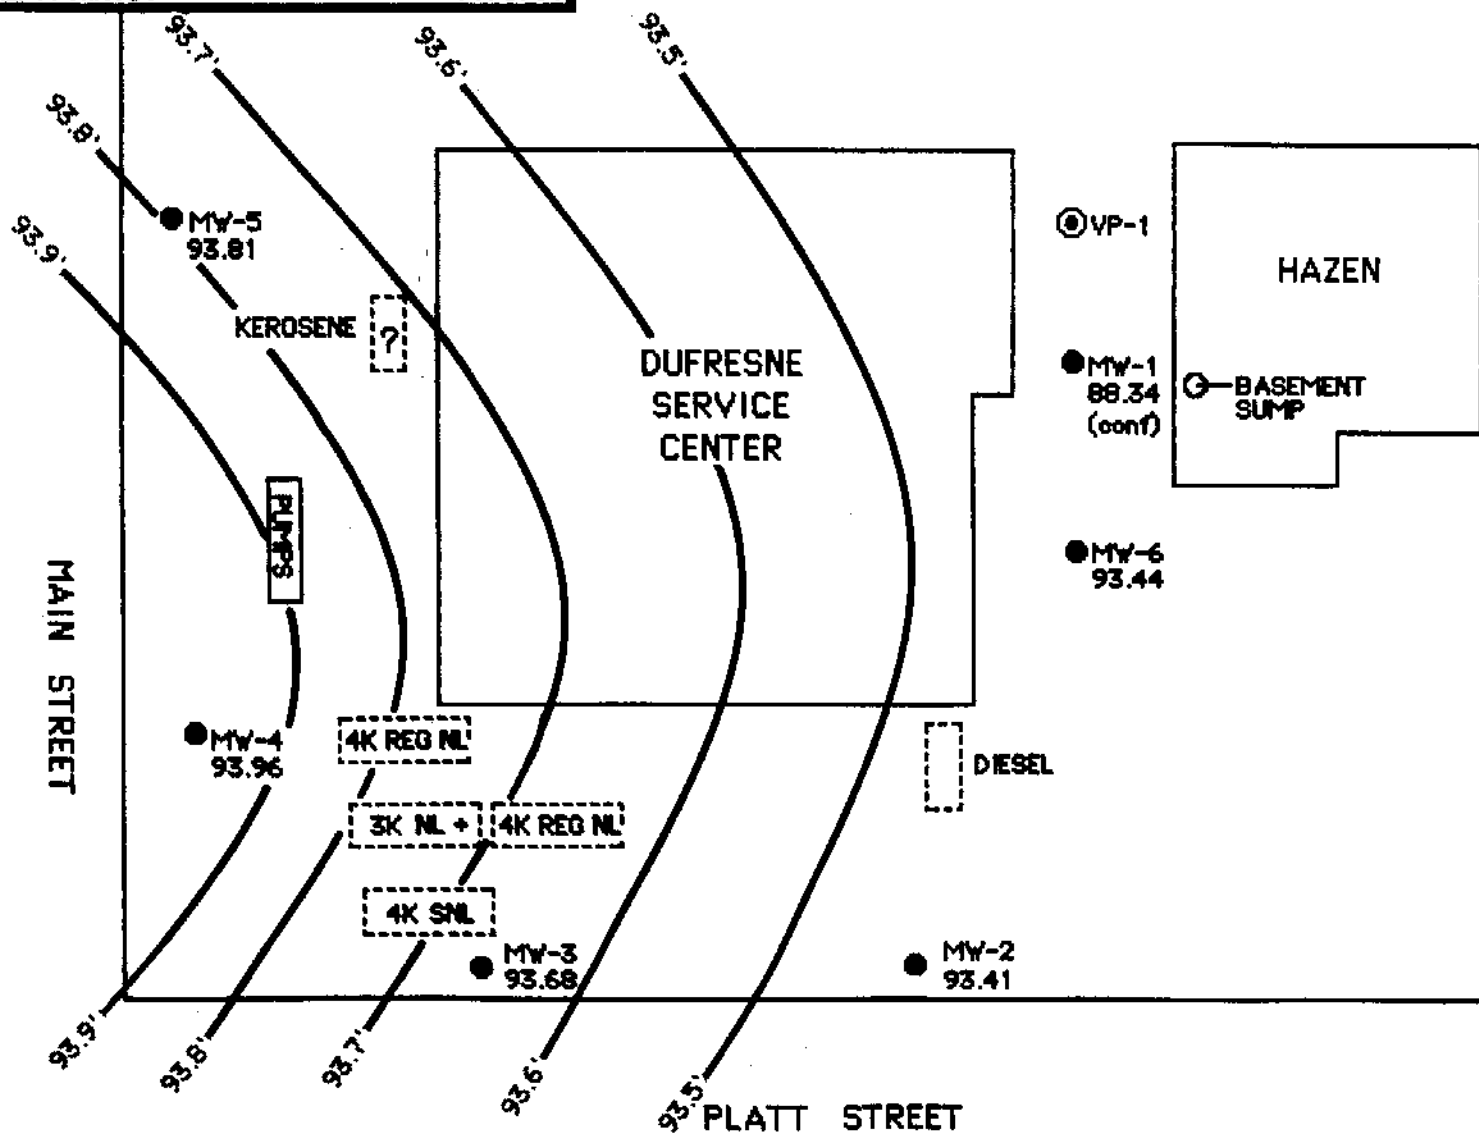 93.7'
93.6'
93.5'
93.8'
93.9'
MW-5
93.81
VP-1
HAZEN
KEROSENE
?
DUFRESNE
SERVICE
CENTER
MW-1
88.34
(conf)
BASEMENT
SUMP
PUMPS
MW-6
93.44
MAIN STREET
MW-4
93.96
4K REG NL
DIESEL
3K NL +
4K REG NL
4K SNL
MW-3
93.68
MW-2
93.41
93.9'
93.8'
93.7'
93.6'
93.5'
PLATT STREET